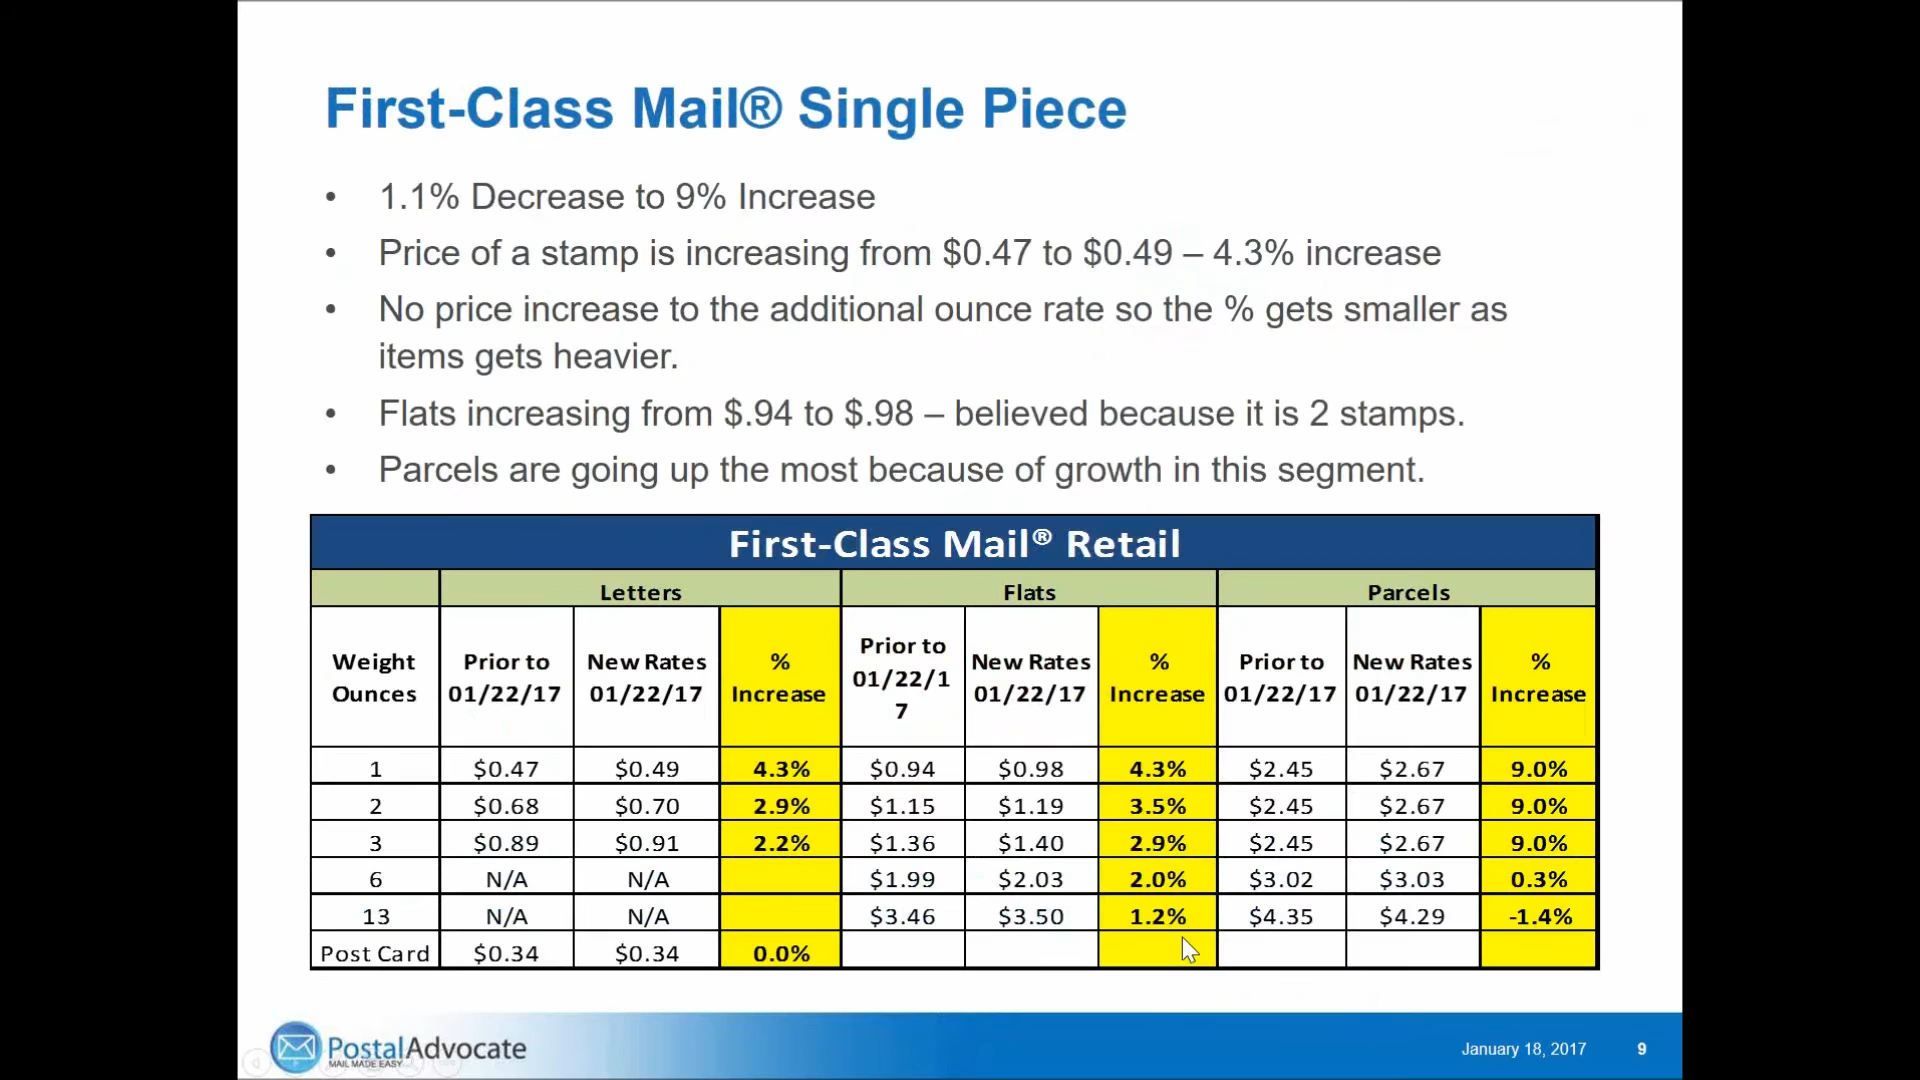 First-Class Mail® Single Piece
• 1.1% Decrease to 9% Increase
• Price of a stamp is increasing from $0.47 to $0.49 – 4.3% increase
• No price increase to the additional ounce rate so the % gets smaller as
items gets heavier.
• Flats increasing from $.94 to $.98 – believed because it is 2 stamps.
• Parcels are going up the most because of growth in this segment.
First-Class Mail® Retail
Letters Flats Parcels
Weight Ounces Prior to 01/22/17 New Rates 01/22/17 % Increase Prior to 01/22/17 New Rates 01/22/17 % Increase Prior to 01/22/17 New Rates 01/22/17 % Increase
1 $0.47 $0.49 4.3% $0.94 $0.98 4.3% $2.45 $2.67 9.0%
2 $0.68 $0.70 2.9% $1.15 $1.19 3.5% $2.45 $2.67 9.0%
3 $0.89 $0.91 2.2% $1.36 $1.40 2.9% $2.45 $2.67 9.0%
6 N/A N/A $1.99 $2.03 2.0% $3.02 $3.03 0.3%
13 N/A N/A $3.46 $3.50 1.2% $4.35 $4.29 -1.4%
Post Card $0.34 $0.34 0.0%
PostalAdvocate
MAIL MADE EASY
January 18, 2017 9